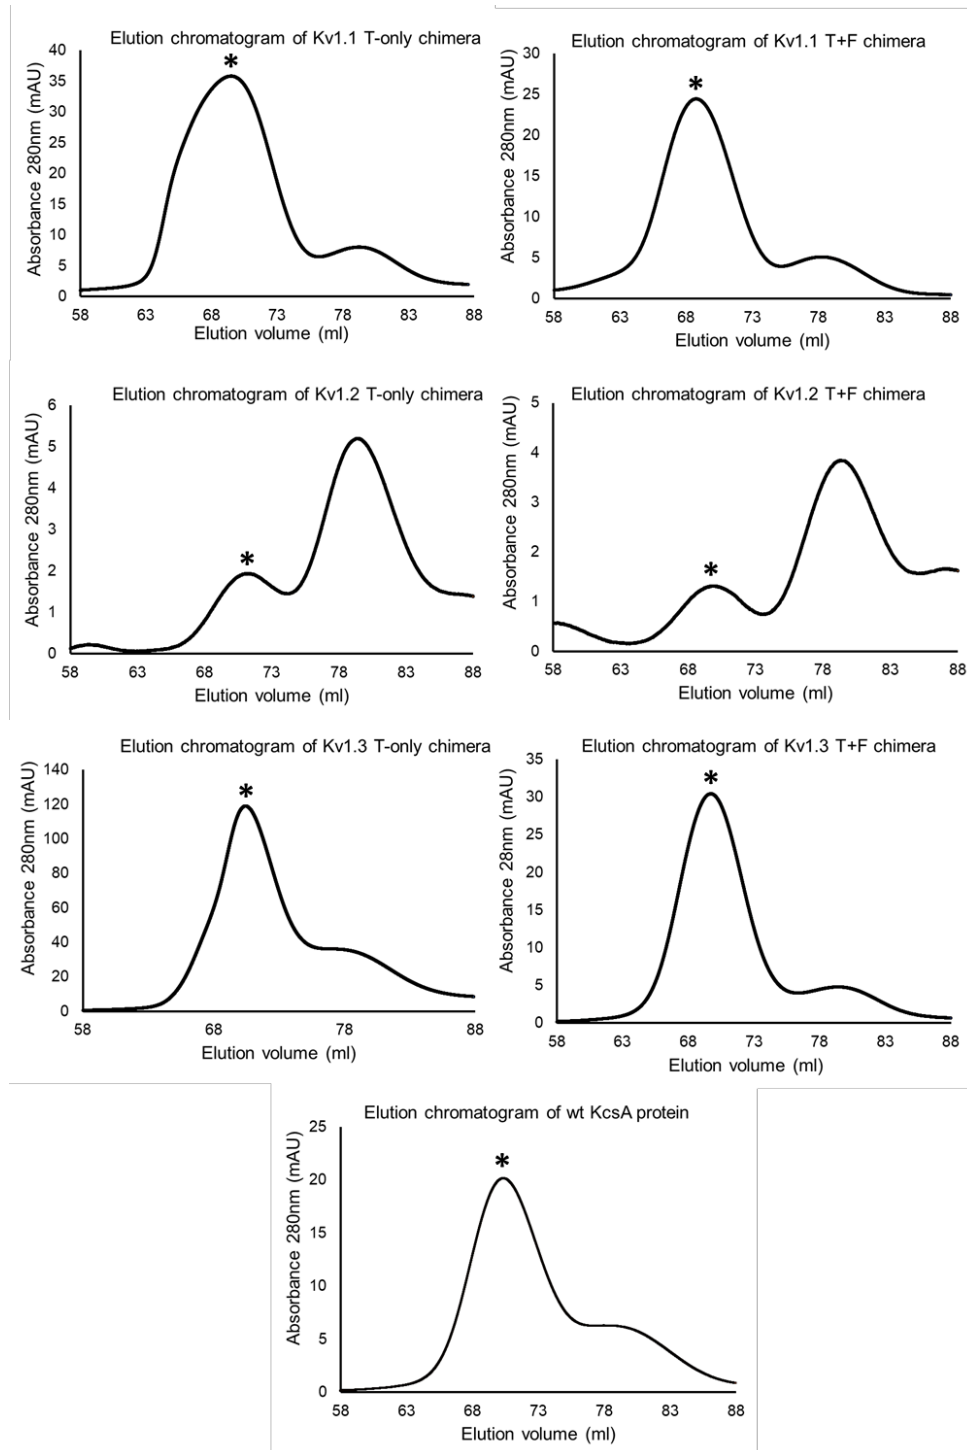 Elution chromatogram of Kv1.1 T-only chimera
Absorbance 280nm (mAU)
40
35
30
25
20
15
10
5
0
*
58 63 68 73 78 83 88
Elution volume (ml)
Elution chromatogram of Kv1.1 T+F chimera
Absorbance 280nm (mAU)
30
25
20
15
10
5
0
*
58 63 68 73 78 83 88
Elution volume (ml)
Elution chromatogram of Kv1.2 T-only chimera
Absorbance 280nm (mAU)
6
5
4
3
2
1
0
*
58 63 68 73 78 83 88
Elution volume (ml)
Elution chromatogram of Kv1.2 T+F chimera
Absorbance 280nm (mAU)
5
4
3
2
1
0
*
58 63 68 73 78 83 88
Elution volume (ml)
Elution chromatogram of Kv1.3 T-only chimera
Absorbance 280nm (mAU)
140
120
100
80
60
40
20
0
*
58 68 78 88
Elution volume (ml)
Elution chromatogram of Kv1.3 T+F chimera
Absorbance 28nm (mAU)
35
30
25
20
15
10
5
0
*
58 63 68 73 78 83 88
Elution volume (ml)
Elution chromatogram of wt KcsA protein
Absorbance 280nm (mAU)
25
20
15
10
5
0
*
58 63 68 73 78 83 88
Elution volume (ml)